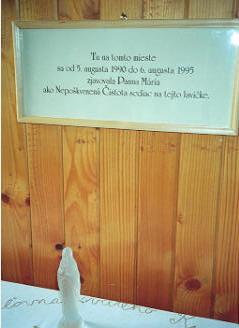 Tu na tomto mieste
sa od 5. augusta 1990 do 6. augusta 1995
zjavovala Panna Mária
ako Nepoškvrnená Čistota sediac na tejto lavičke.